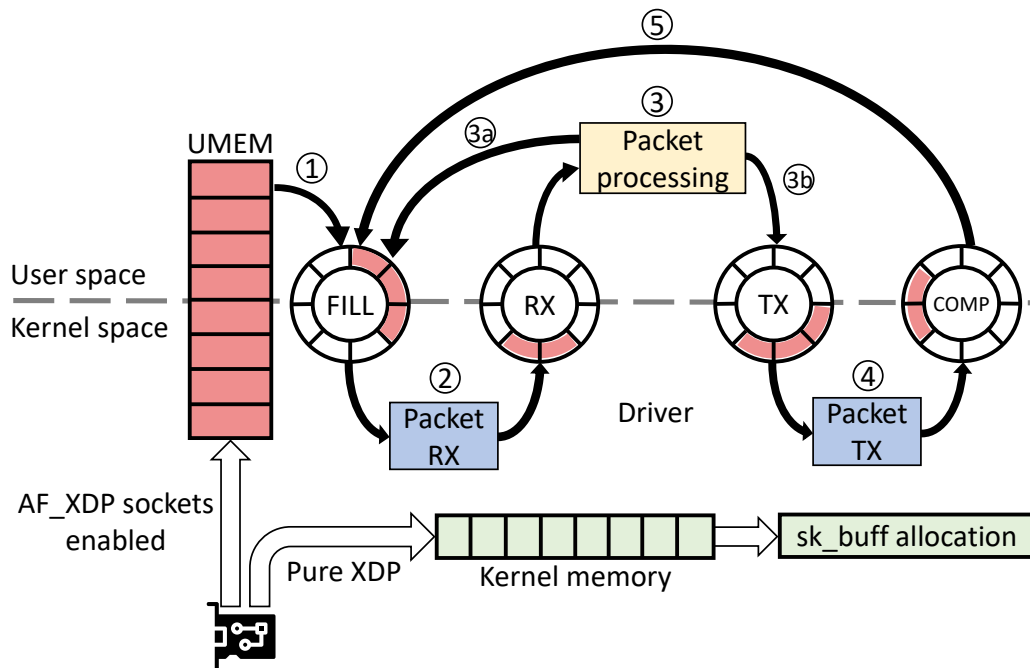 ⑤
③
3a
Packet
processing
UMEM
①
3b
User space
Kernel space
FILL
RX
TX
COMP
②
Packet
RX
Driver
④
Packet
TX
AF_XDP sockets
enabled
Pure XDP
Kernel memory
sk_buff allocation